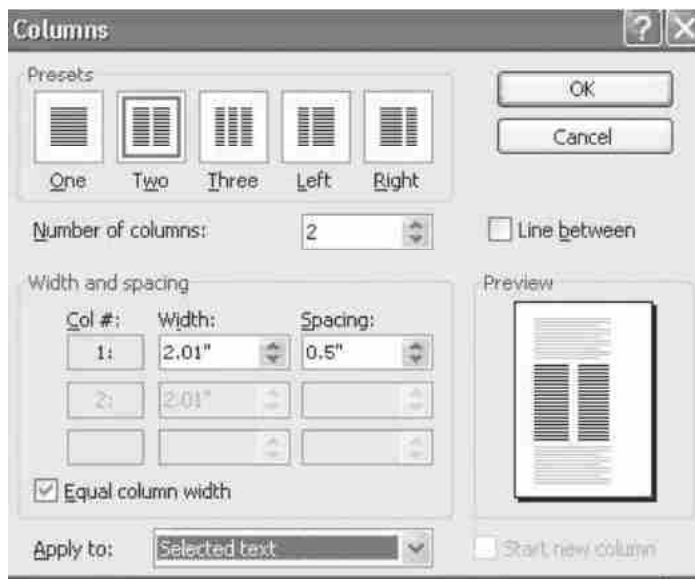 Columns
Presets
One Two Three Left Right
OK
Cancel
Number of columns: 2
Line between
Width and spacing
Col #: Width: Spacing:
1: 2.01" 0.5"
2: 2.01"
Equal column width
Preview
Apply to: Selected text
Start new column